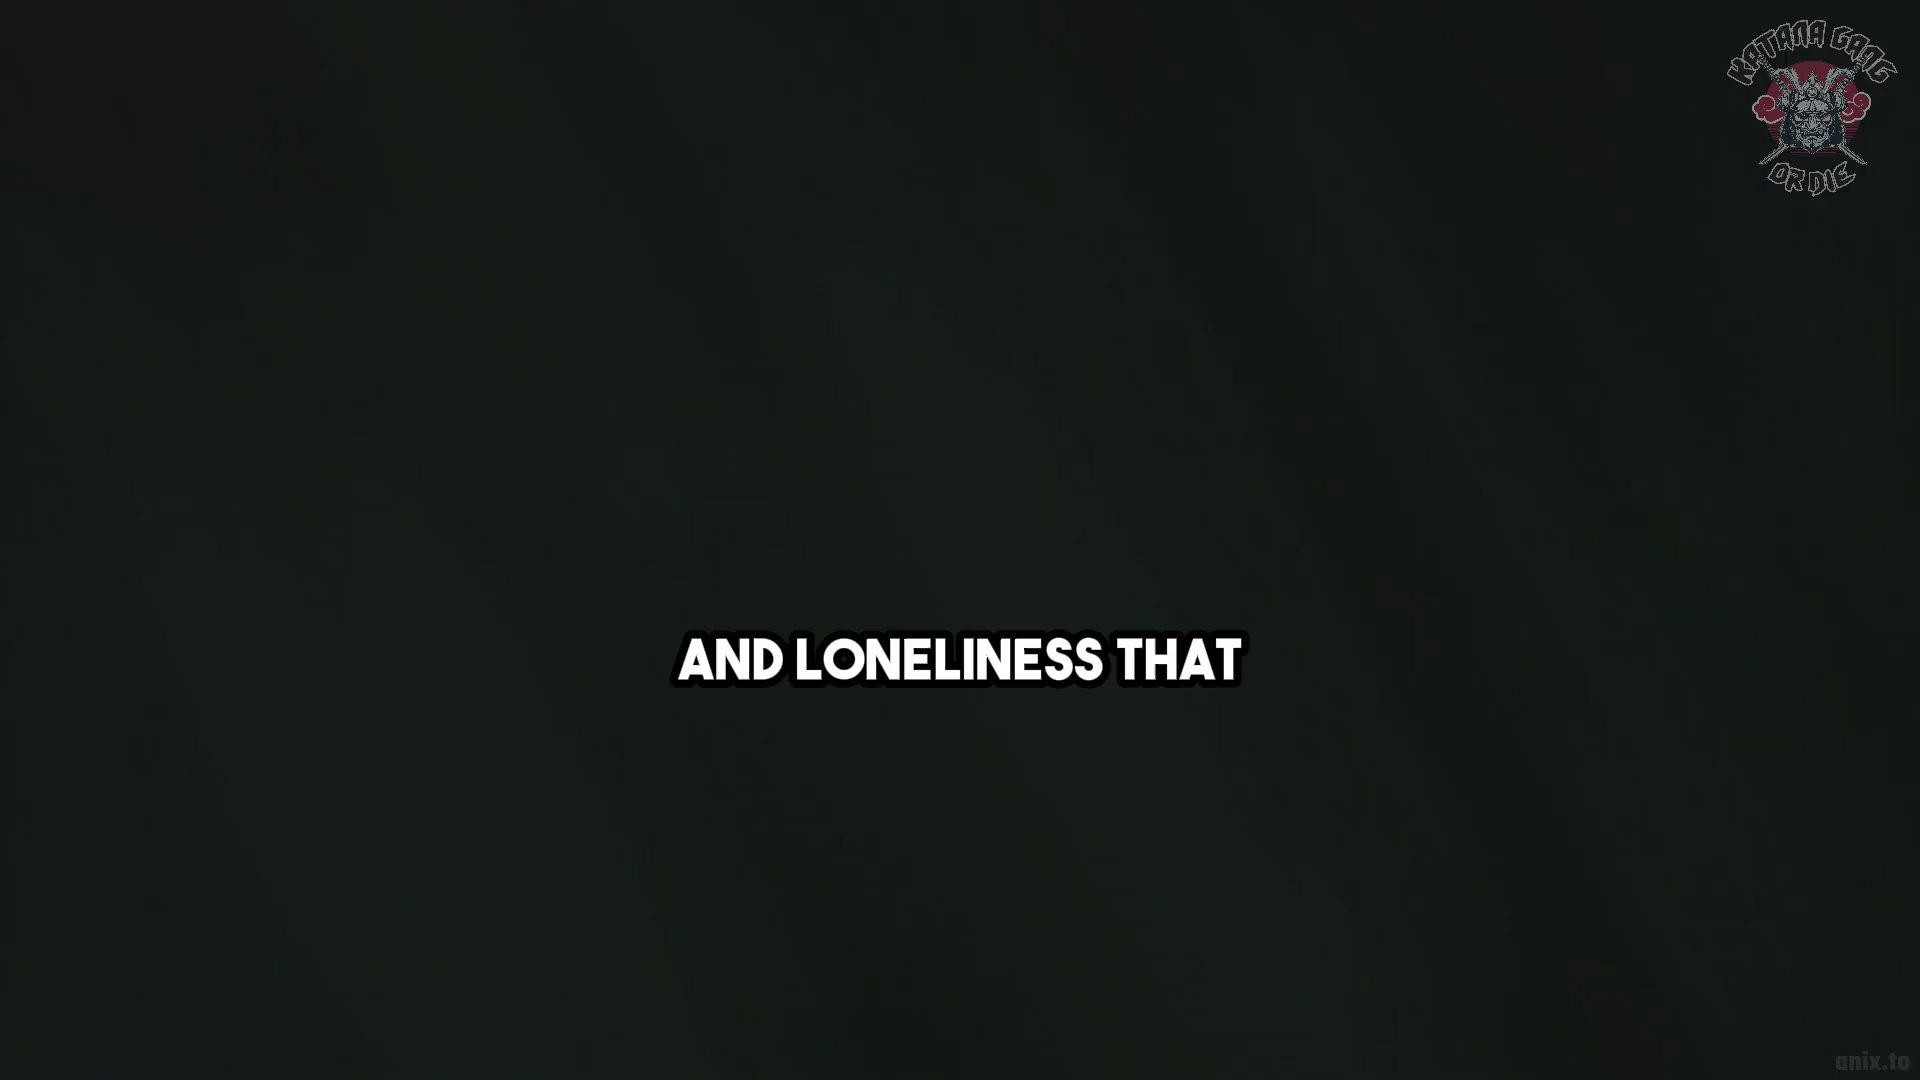 KATANA GANG
OR DIE
AND LONELINESS THAT
anix.to